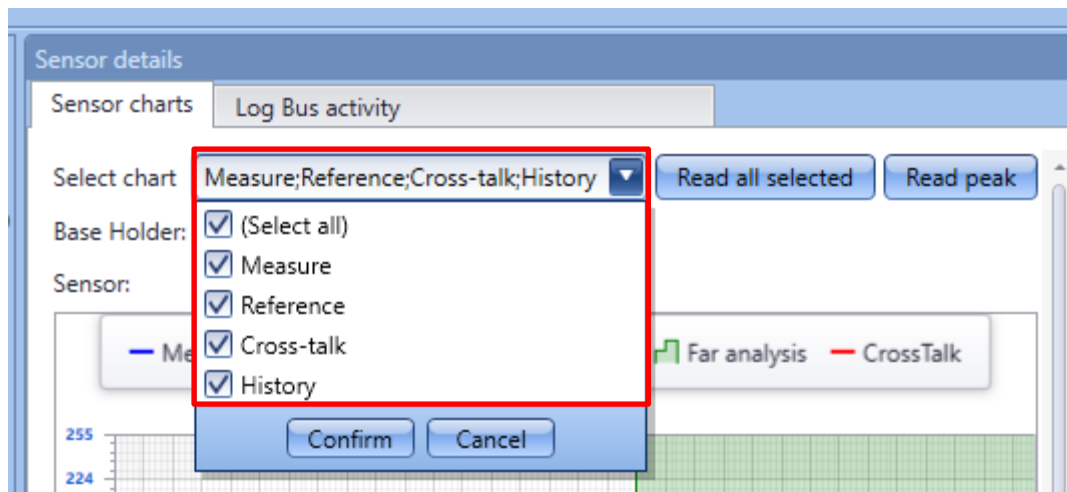 Sensor details
Sensor charts Log Bus activity
Select chart Measure;Reference;Cross-talk;History Read all selected Read peak
Base Holder: (Select all)
Measure
Sensor:
Reference
Me Cross-talk Far analysis CrossTalk
History
255 Confirm Cancel
224